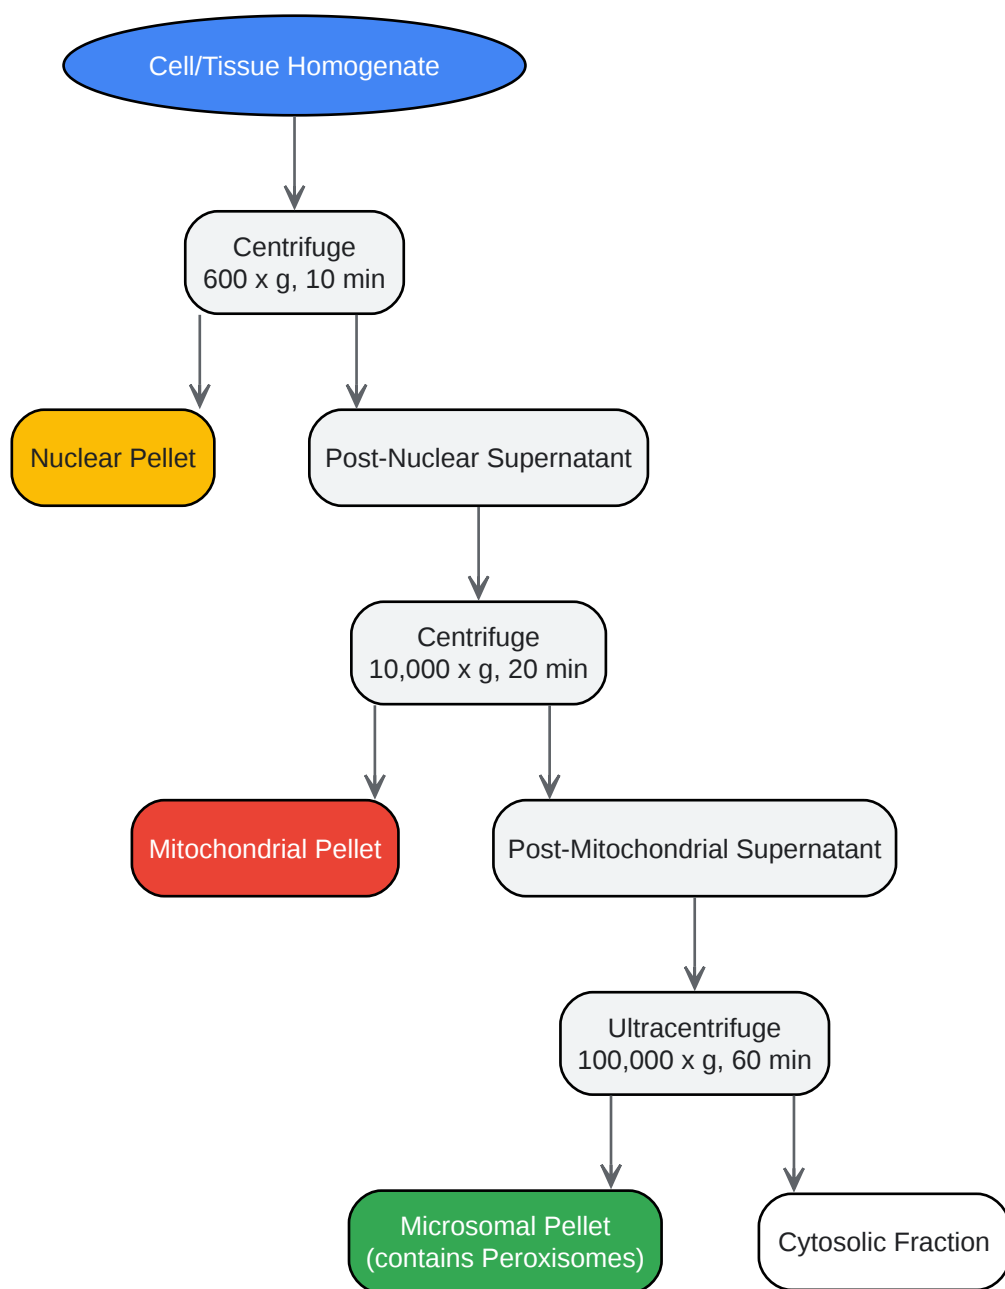 Cell/Tissue Homogenate
Centrifuge
600 x g, 10 min
Nuclear Pellet
Post-Nuclear Supernatant
Centrifuge
10,000 x g, 20 min
Mitochondrial Pellet
Post-Mitochondrial Supernatant
Ultracentrifuge
100,000 x g, 60 min
Microsomal Pellet
(contains Peroxisomes)
Cytosolic Fraction